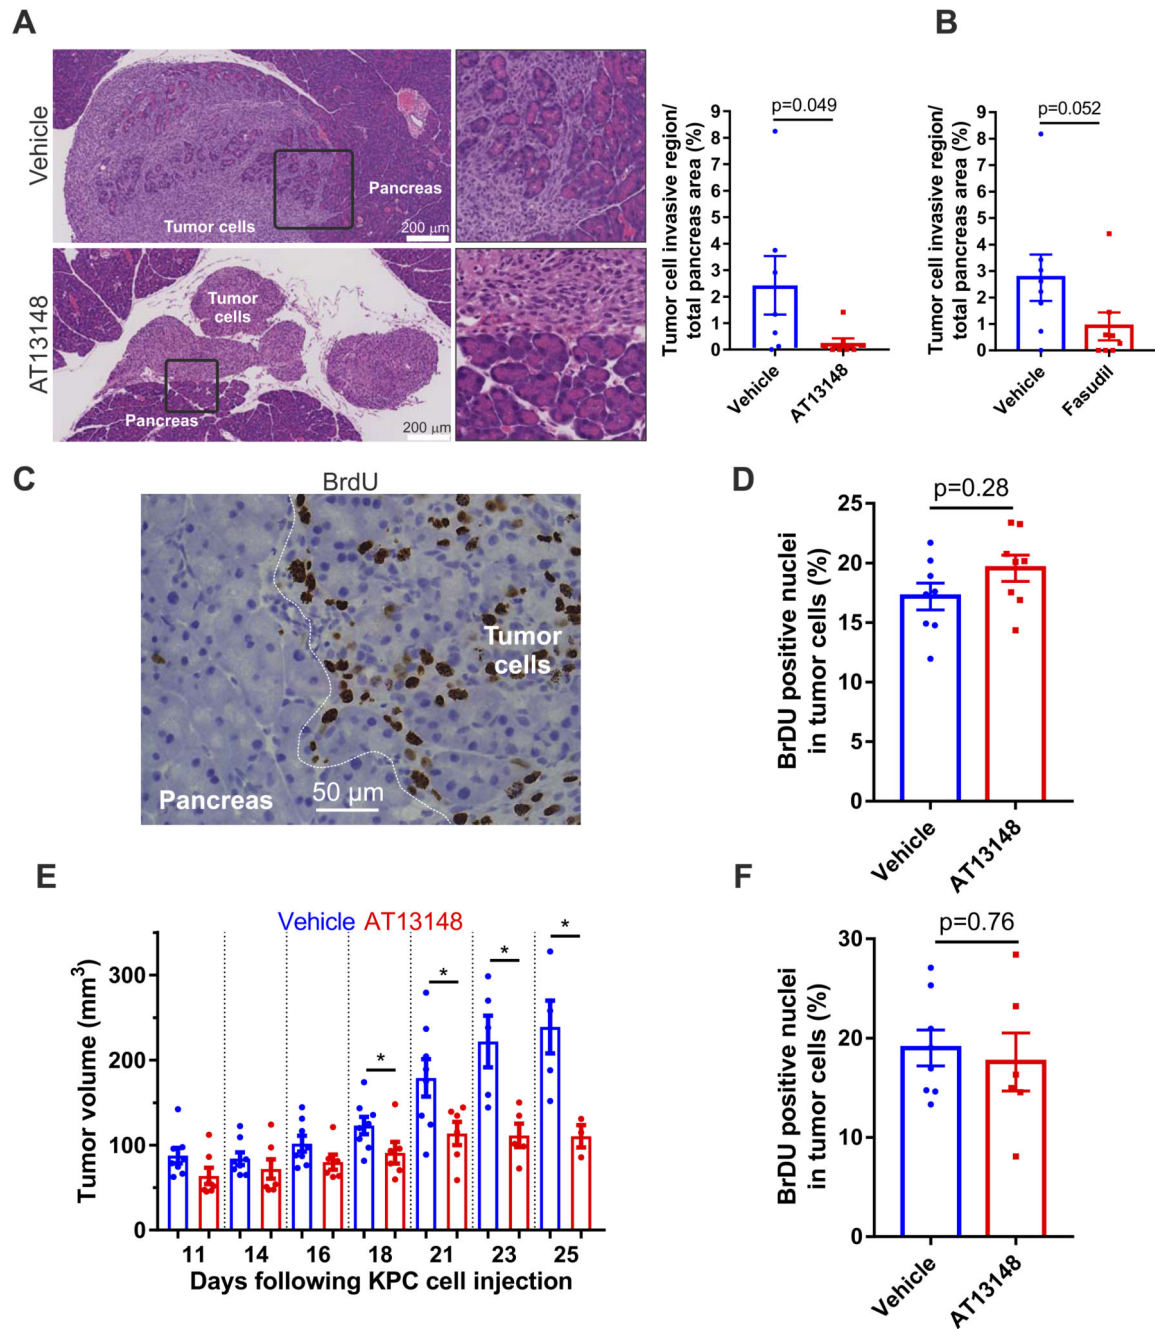 A
Vehicle
Pancreas
Tumor cells
200 µm
AT13148
Tumor
cells
Pancreas
200 µm
Tumor cell invasive region/
total pancreas area (%)
p=0.049
9
8
7
6
5
4
3
2
1
0
Vehicle
AT13148
B
Tumor cell invasive region/
total pancreas area (%)
p=0.052
9
8
7
6
5
4
3
2
1
0
Vehicle
Fasudil
C
BrdU
Tumor
cells
Pancreas
50 µm
D
BrDU positive nuclei
in tumor cells (%)
p=0.28
25
20
15
10
5
0
Vehicle
AT13148
E
Vehicle AT13148
Tumor volume (mm³)
300
200
100
0
* * * *
11 14 16 18 21 23 25
Days following KPC cell injection
F
BrDU positive nuclei
in tumor cells (%)
p=0.76
30
20
10
0
Vehicle
AT13148